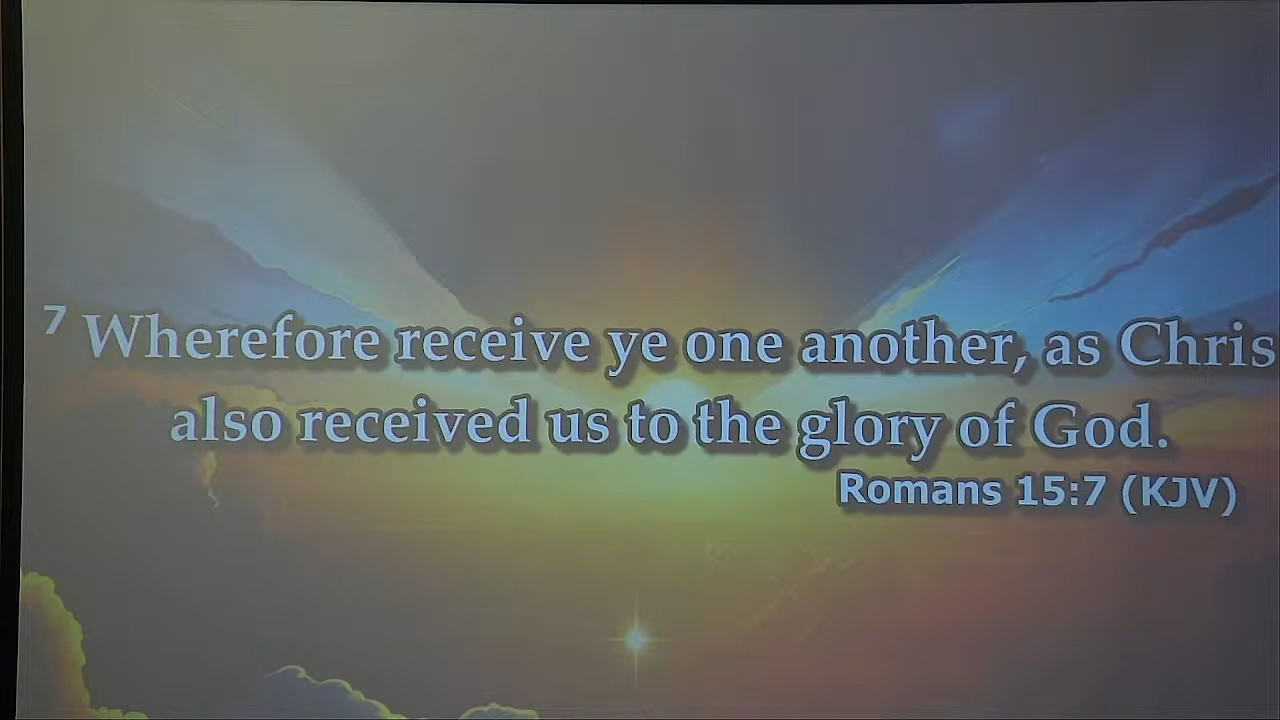 7 Wherefore receive ye one another, as Chris
also received us to the glory of God.
Romans 15:7 (KJV)